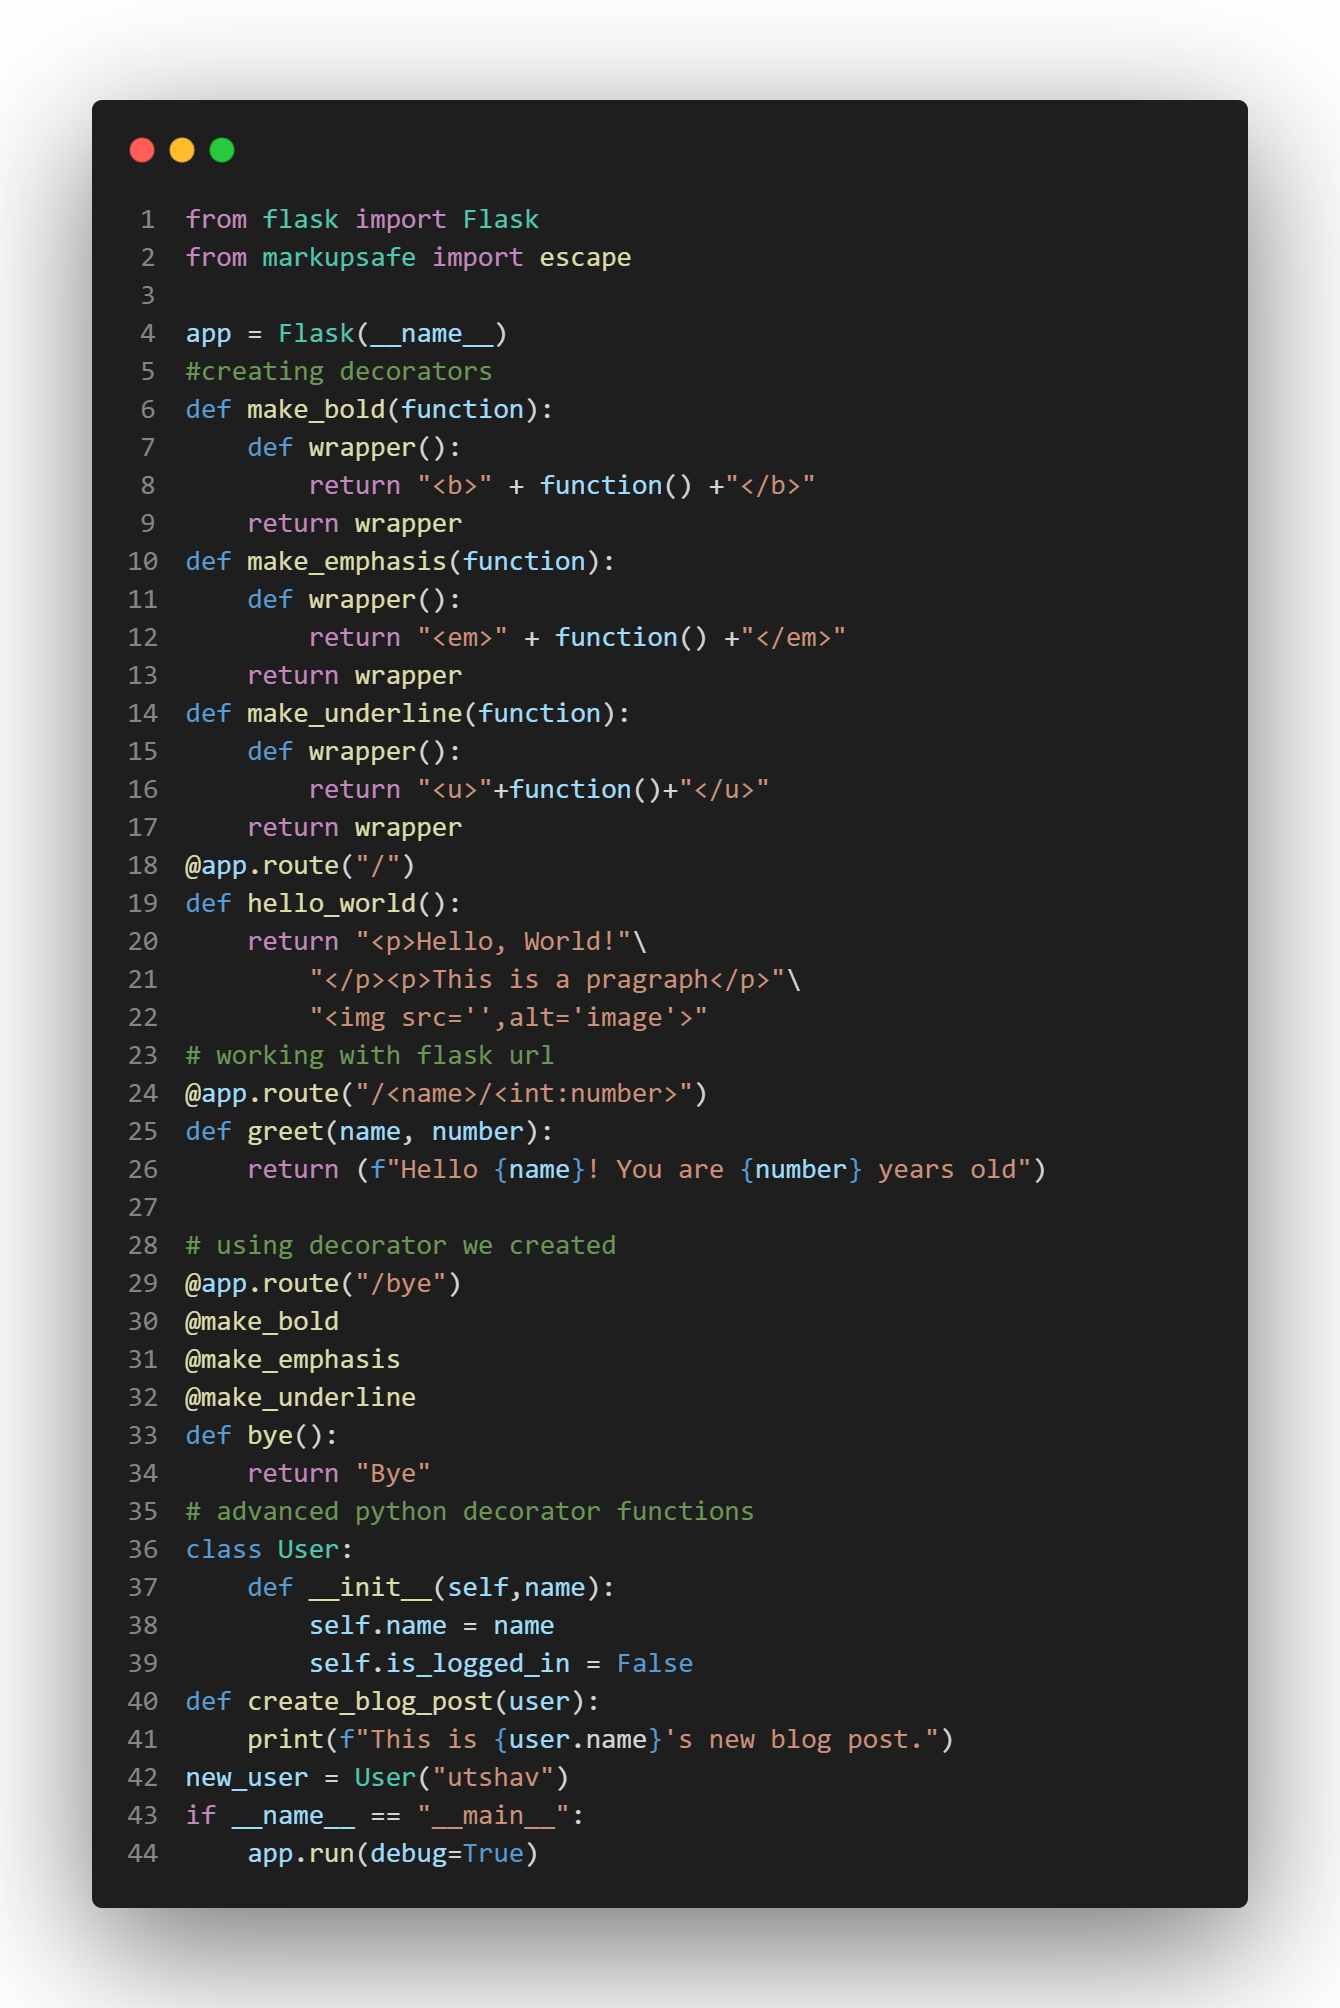 1 from flask import Flask
2 from markupsafe import escape
3
4 app = Flask(__name__)
5 #creating decorators
6 def make_bold(function):
7     def wrapper():
8         return "<b>" + function() +"</b>"
9     return wrapper
10 def make_emphasis(function):
11     def wrapper():
12         return "<em>" + function() +"</em>"
13     return wrapper
14 def make_underline(function):
15     def wrapper():
16         return "<u>"+function()+"</u>"
17     return wrapper
18 @app.route("/")
19 def hello_world():
20     return "<p>Hello, World!"\
21         "</p><p>This is a pragraph</p>"\
22         "<img src='',alt='image'>"
23 # working with flask url
24 @app.route("/<name>/<int:number>")
25 def greet(name, number):
26     return (f"Hello {name}! You are {number} years old")
27
28 # using decorator we created
29 @app.route("/bye")
30 @make_bold
31 @make_emphasis
32 @make_underline
33 def bye():
34     return "Bye"
35 # advanced python decorator functions
36 class User:
37     def __init__(self,name):
38         self.name = name
39         self.is_logged_in = False
40 def create_blog_post(user):
41     print(f"This is {user.name}'s new blog post.")
42 new_user = User("utshav")
43 if __name__ == "__main__":
44     app.run(debug=True)